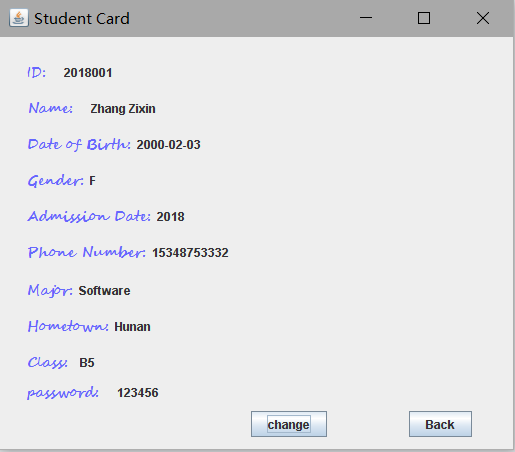 Student Card
ID: 2018001
Name: Zhang Zixin
Date of Birth: 2000-02-03
Gender: F
Admission Date: 2018
Phone Number: 15348753332
Major: Software
Hometown: Hunan
Class: B5
password: 123456
change Back